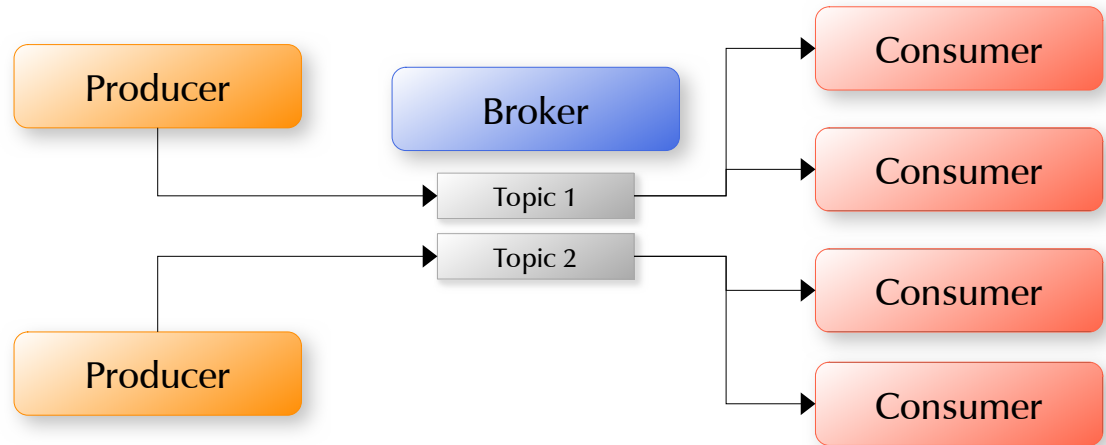 Producer
Broker
Topic 1
Topic 2
Producer
Consumer
Consumer
Consumer
Consumer